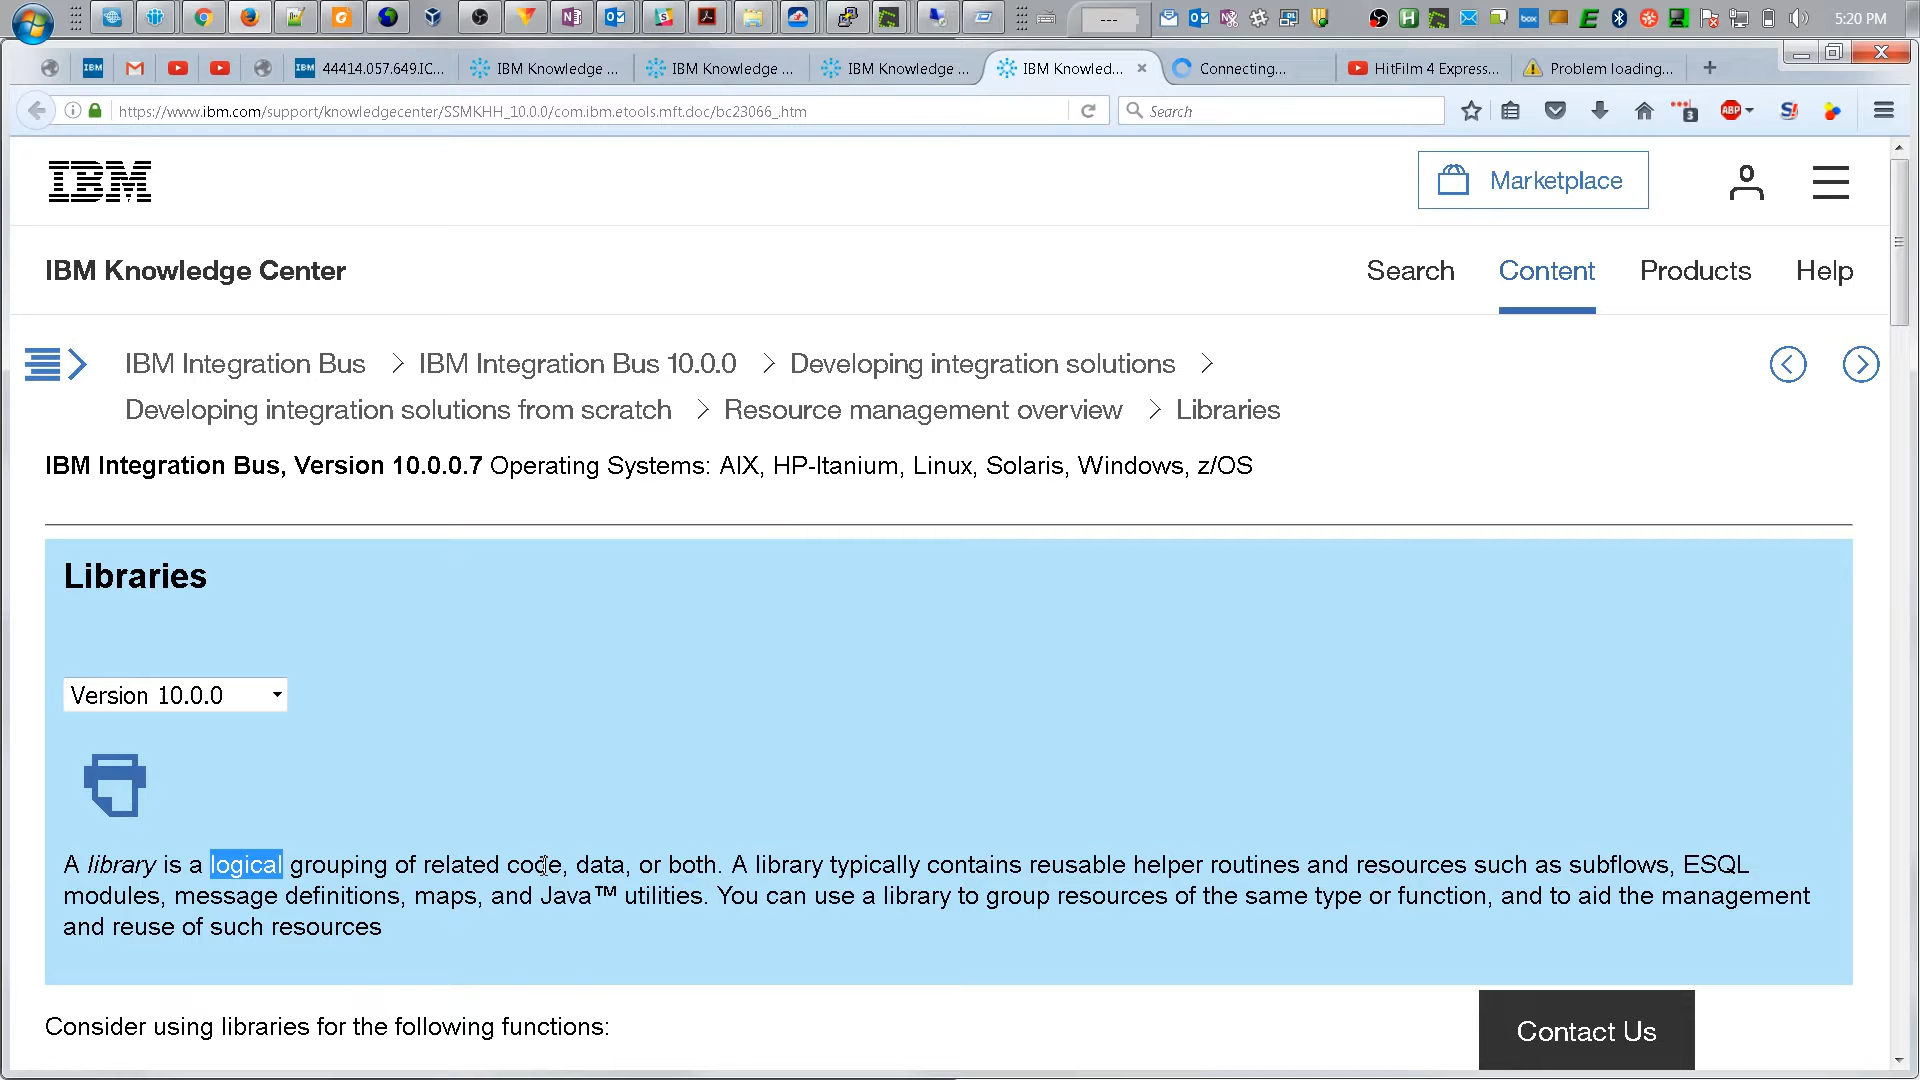 --- 5:20 PM
IBM 44414.057.649.IC... IBM Knowledge ... IBM Knowledge ... IBM Knowledge ... IBM Knowled... Connecting... HitFilm 4 Express... Problem loading...
https://www.ibm.com/support/knowledgecenter/SSMKHH_10.0.0/com.ibm.etools.mft.doc/bc23066_.htm Search 3 ABP
IBM Marketplace
IBM Knowledge Center Search Content Products Help
IBM Integration Bus > IBM Integration Bus 10.0.0 > Developing integration solutions >
Developing integration solutions from scratch > Resource management overview > Libraries
IBM Integration Bus, Version 10.0.0.7 Operating Systems: AIX, HP-Itanium, Linux, Solaris, Windows, z/OS
Libraries
Version 10.0.0
A library is a logical grouping of related code, data, or both. A library typically contains reusable helper routines and resources such as subflows, ESQL
modules, message definitions, maps, and Java™ utilities. You can use a library to group resources of the same type or function, and to aid the management
and reuse of such resources
Consider using libraries for the following functions:
Contact Us